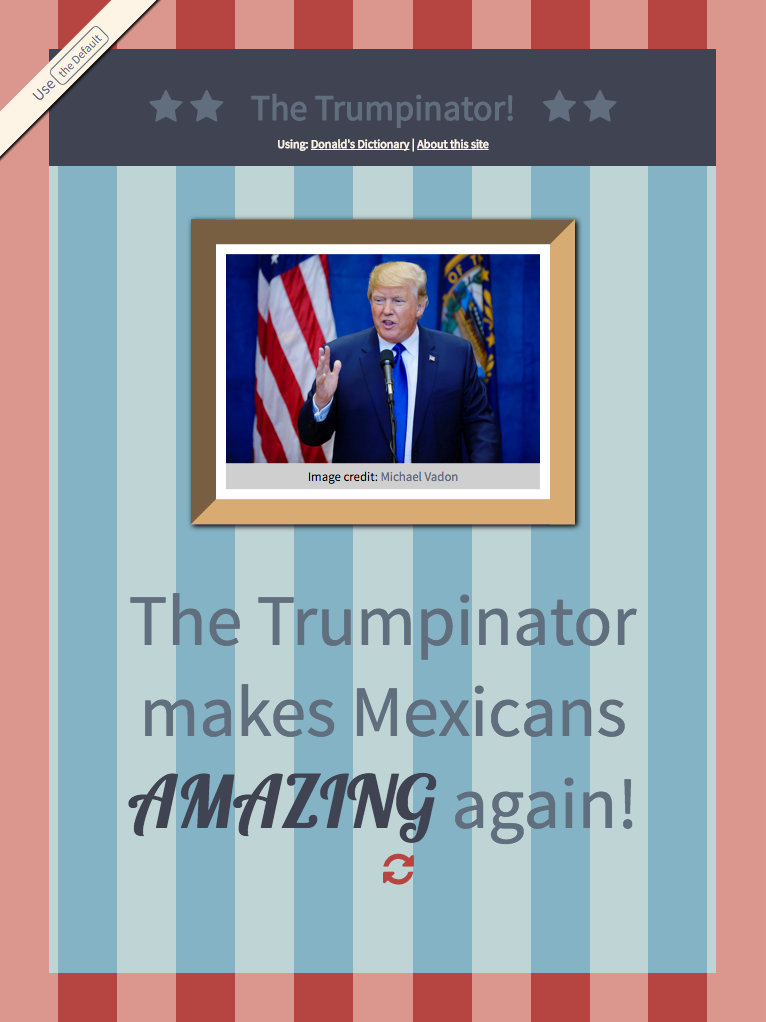 Use the Default
The Trumpinator!
Using: Donald's Dictionary | About this site
Image credit: Michael Vadon
The Trumpinator
makes Mexicans
AMAZING again!